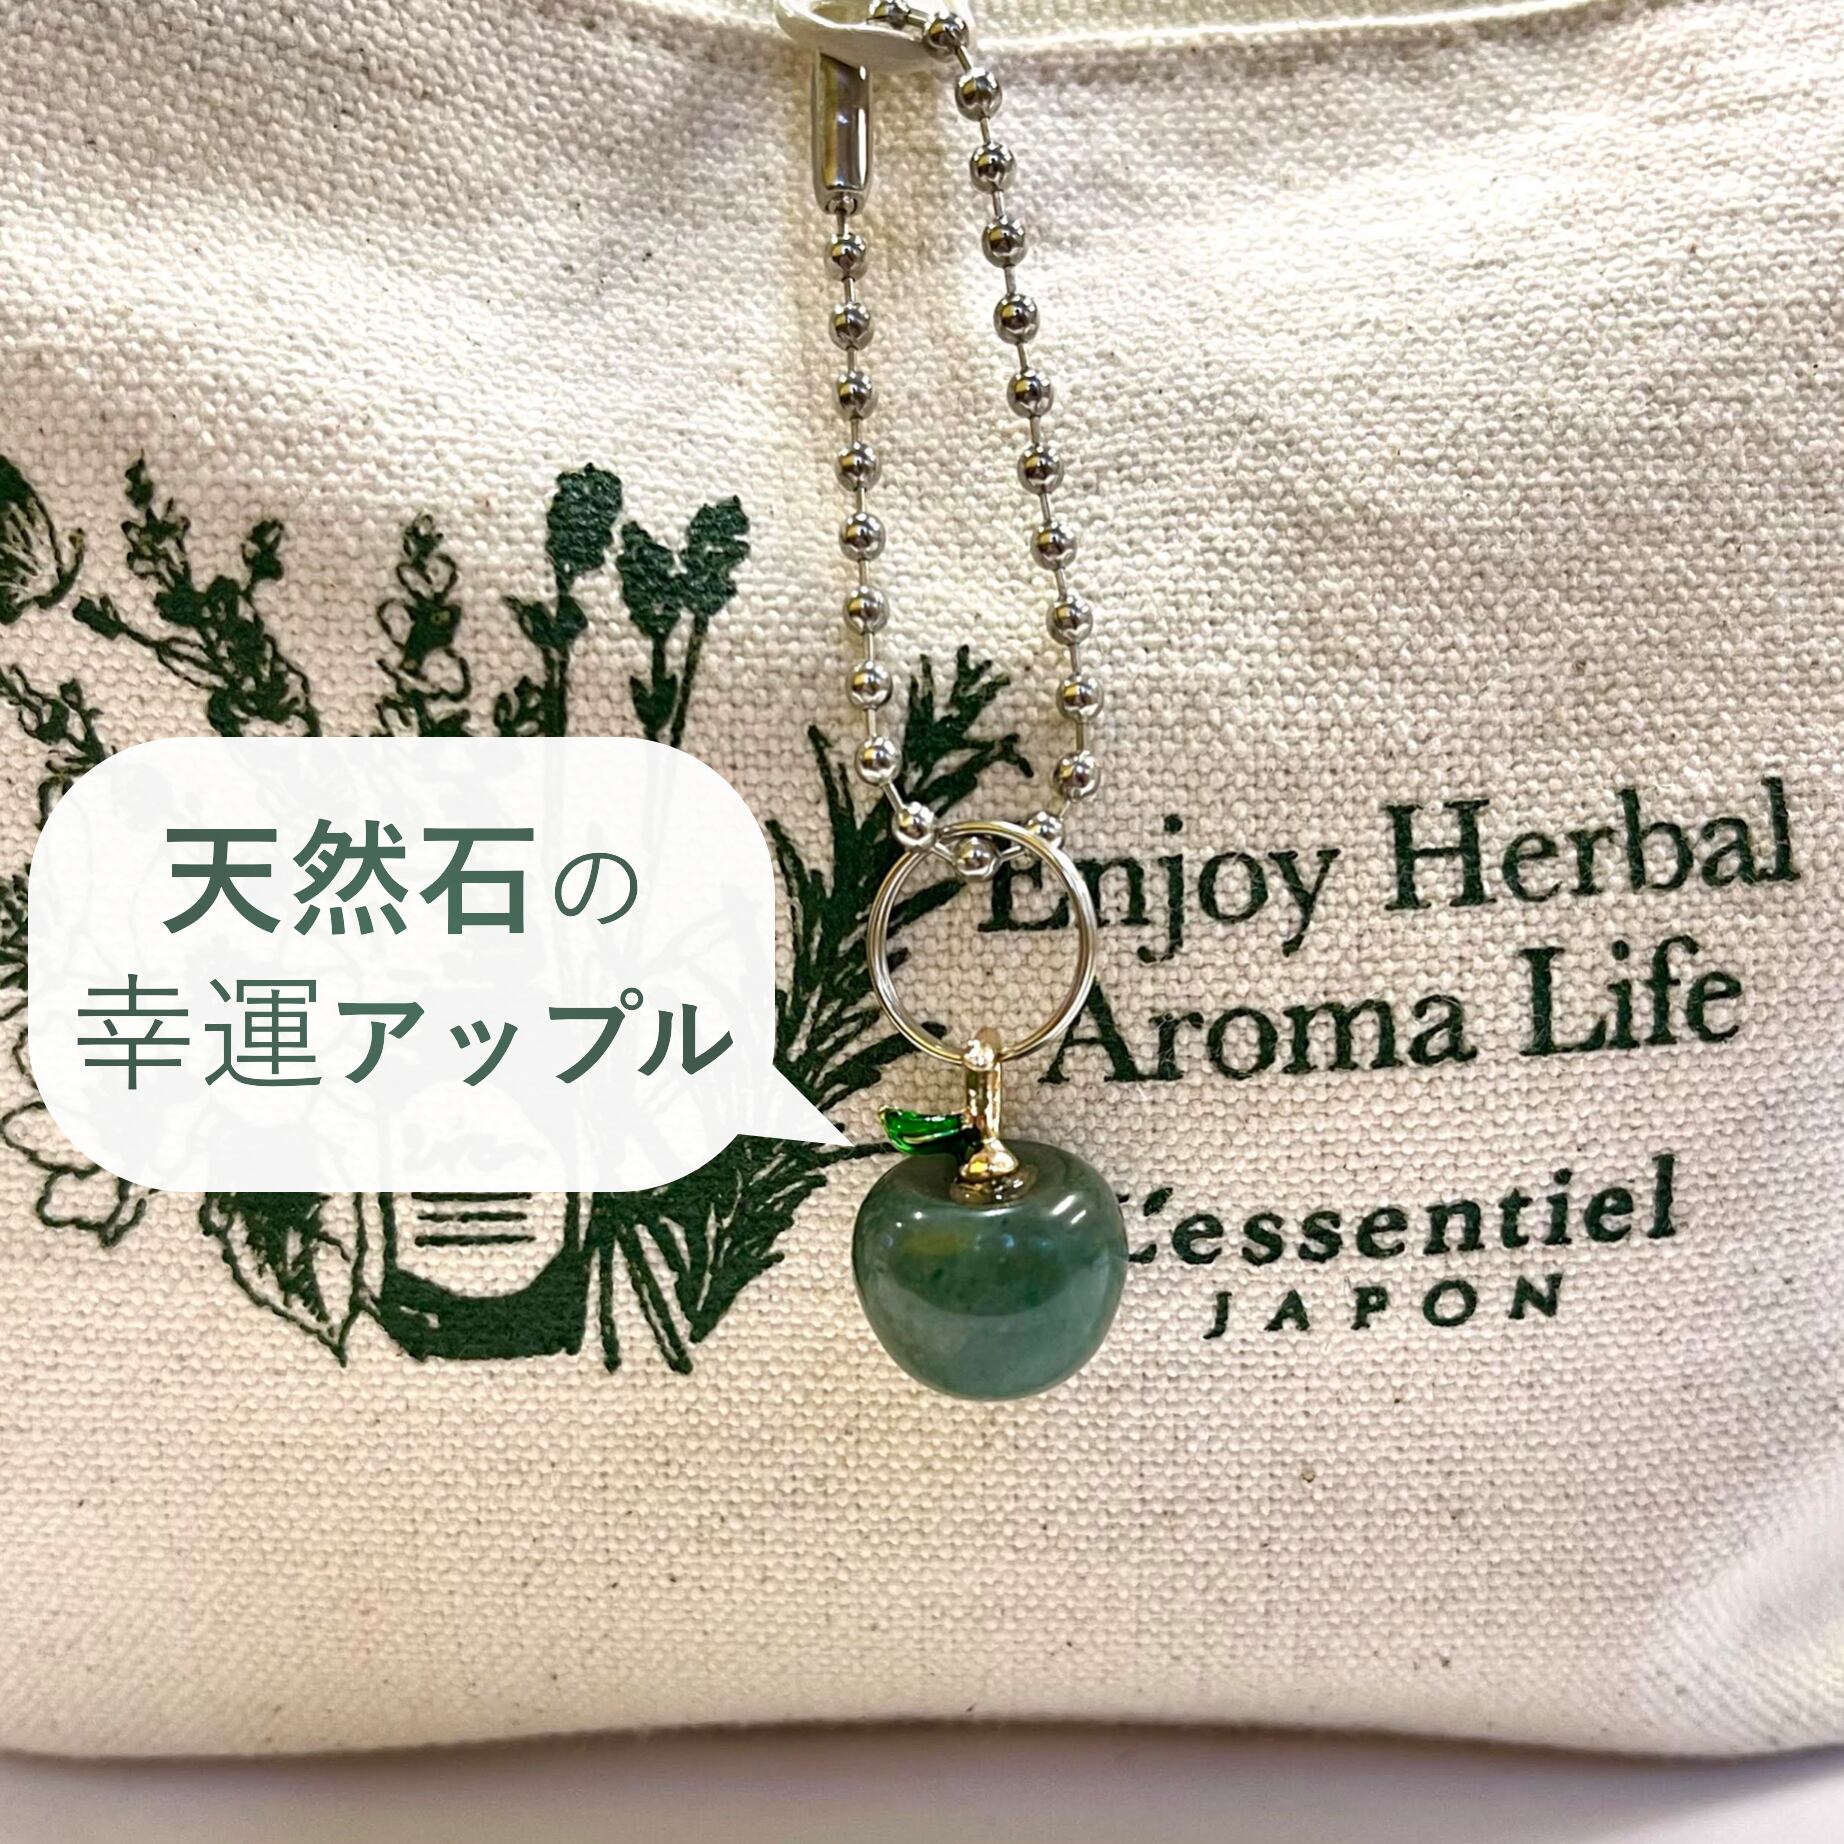 天然石の
幸運アップル
Enjoy Herbal
Aroma Life
L'essentiel
JAPON